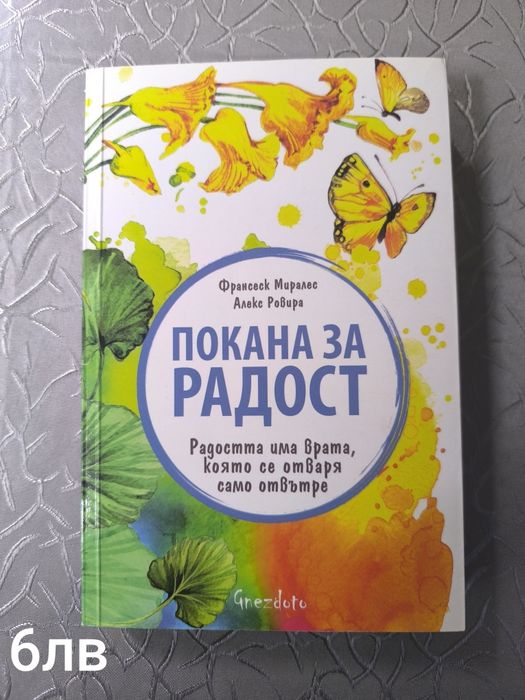 Франсеск Миралес
Алекс Ровира
ПОКАНА ЗА
РАДОСТ
Радостта има врата,
която се отваря
само отвътре
Gnezdoto
6лв